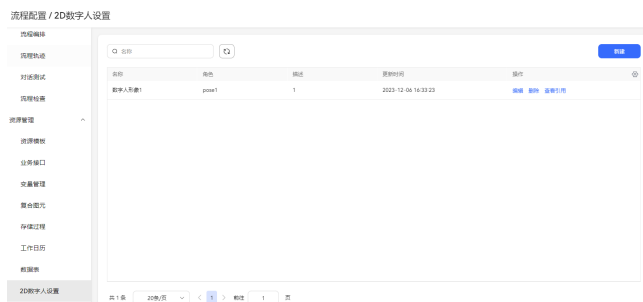 流程配置 / 2D数字人设置
流程编排
流程轨迹
对话测试
流程检查
资源管理
资源模板
业务接口
变量管理
复合图元
存储过程
工作日历
数据表
2D数字人设置
名称
新建
名称 角色 描述 更新时间 操作
数字人形象1 pose1 1 2023-12-06 16:33:23 编辑 删除 查看引用
共1条 20条/页 1 前往 1 页